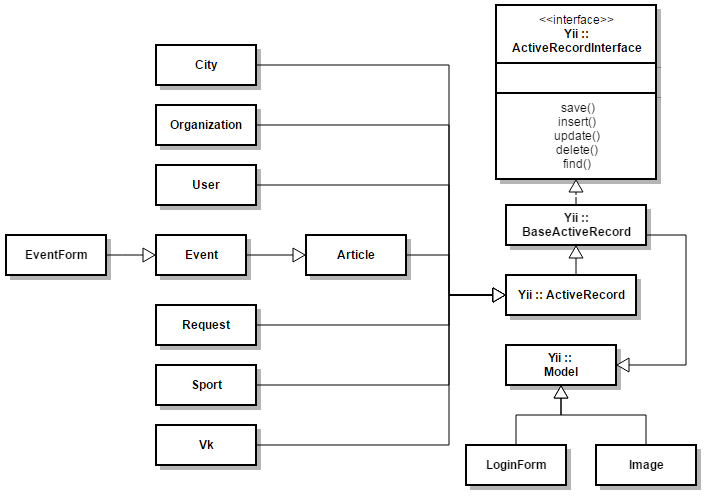 <<interface>>
Yii ::
ActiveRecordInterface
save()
insert()
update()
delete()
find()
City
Organization
User
EventForm
Event
Article
Request
Sport
Vk
Yii ::
BaseActiveRecord
Yii :: ActiveRecord
Yii ::
Model
LoginForm
Image